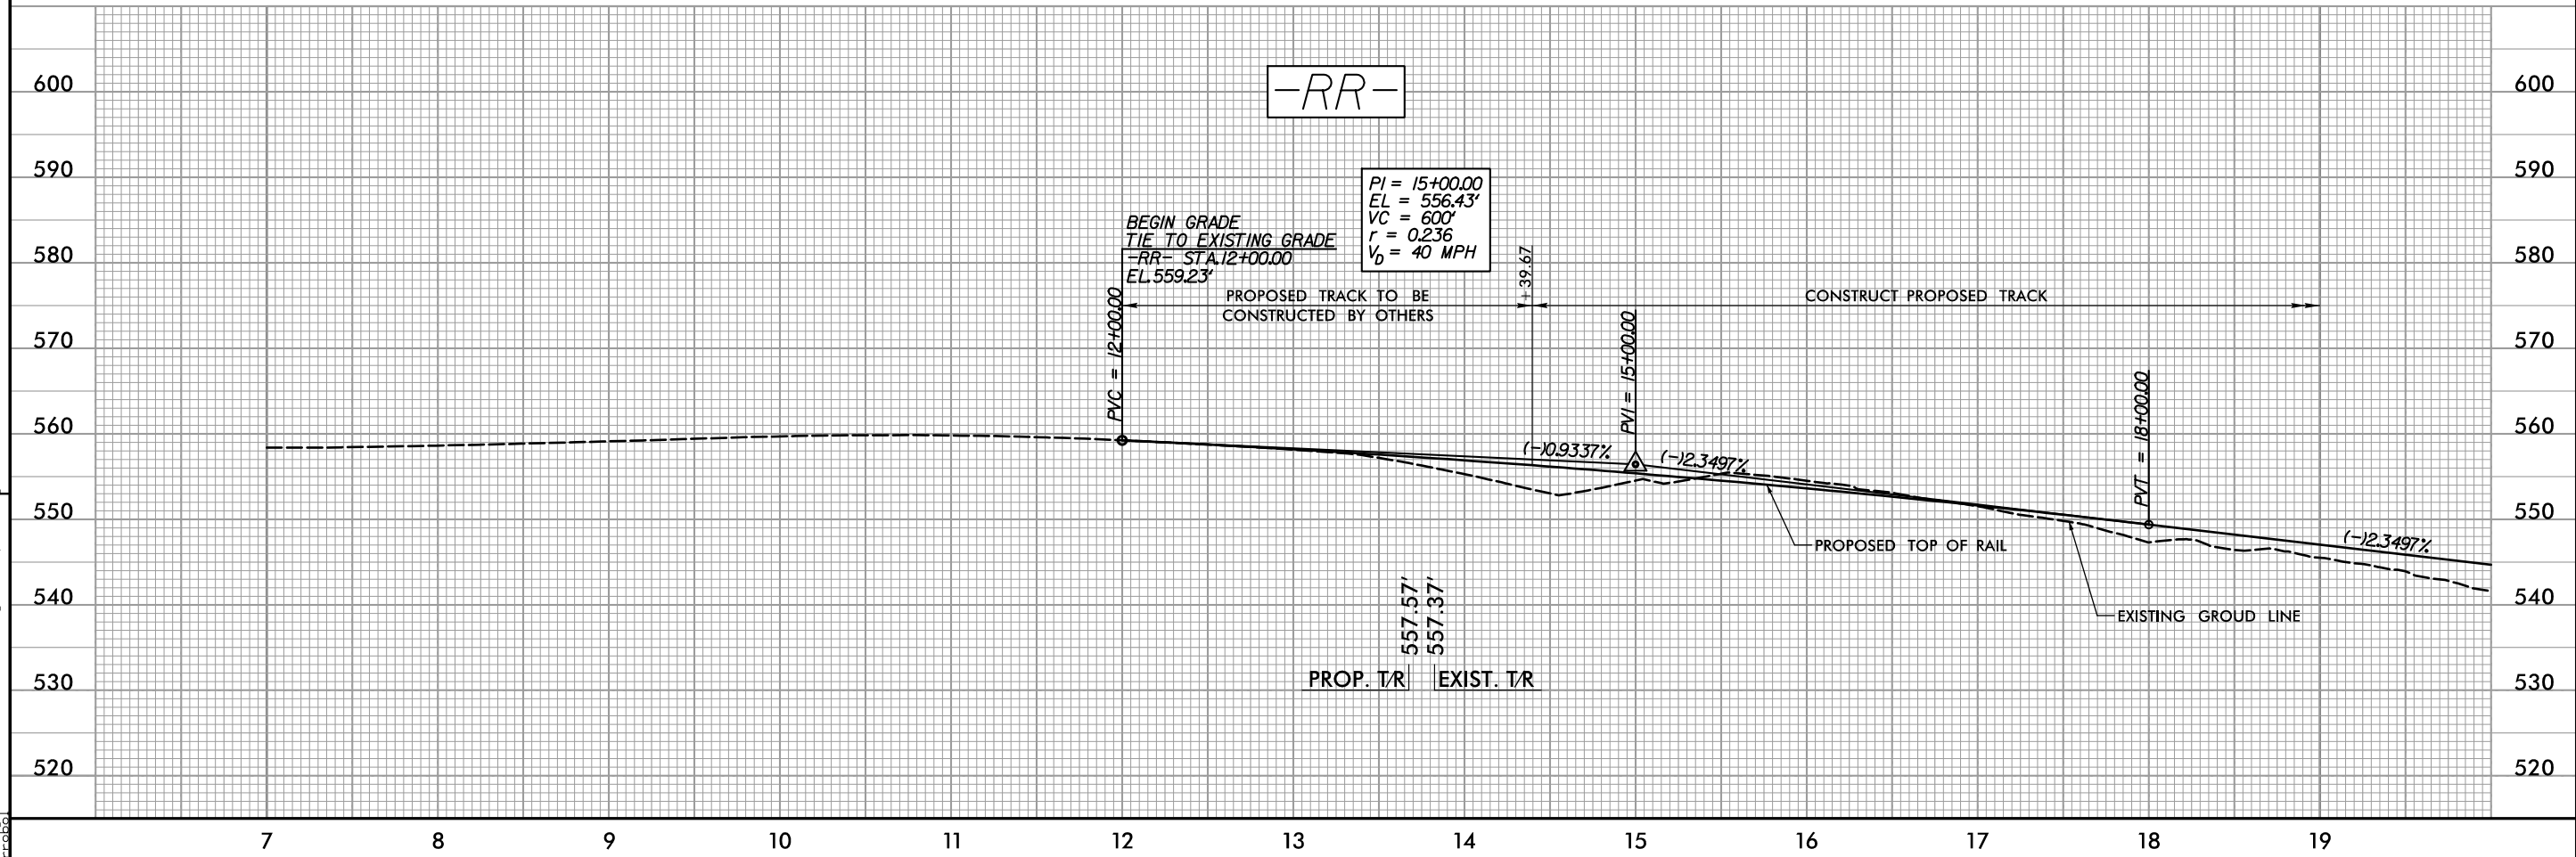 -RR-
600
600
590
590
580
580
570
570
560
560
550
550
540
540
530
530
520
520
PI = 15+00.00
EL = 556.43'
VC = 600'
r = 0.236
VD = 40 MPH
BEGIN GRADE
TIE TO EXISTING GRADE
-RR- STA.12+00.00
EL.559.23'
+39.67
PROPOSED TRACK TO BE
CONSTRUCTED BY OTHERS
CONSTRUCT PROPOSED TRACK
PVC = 12+00.00
PVI = 15+00.00
PVT = 18+00.00
(-)0.9337%
(-)2.3497%
(-)2.3497%
PROPOSED TOP OF RAIL
EXISTING GROUD LINE
557.57'
557.37'
PROP. T/R
EXIST. T/R
7 8 9 10 11 12 13 14 15 16 17 18 19